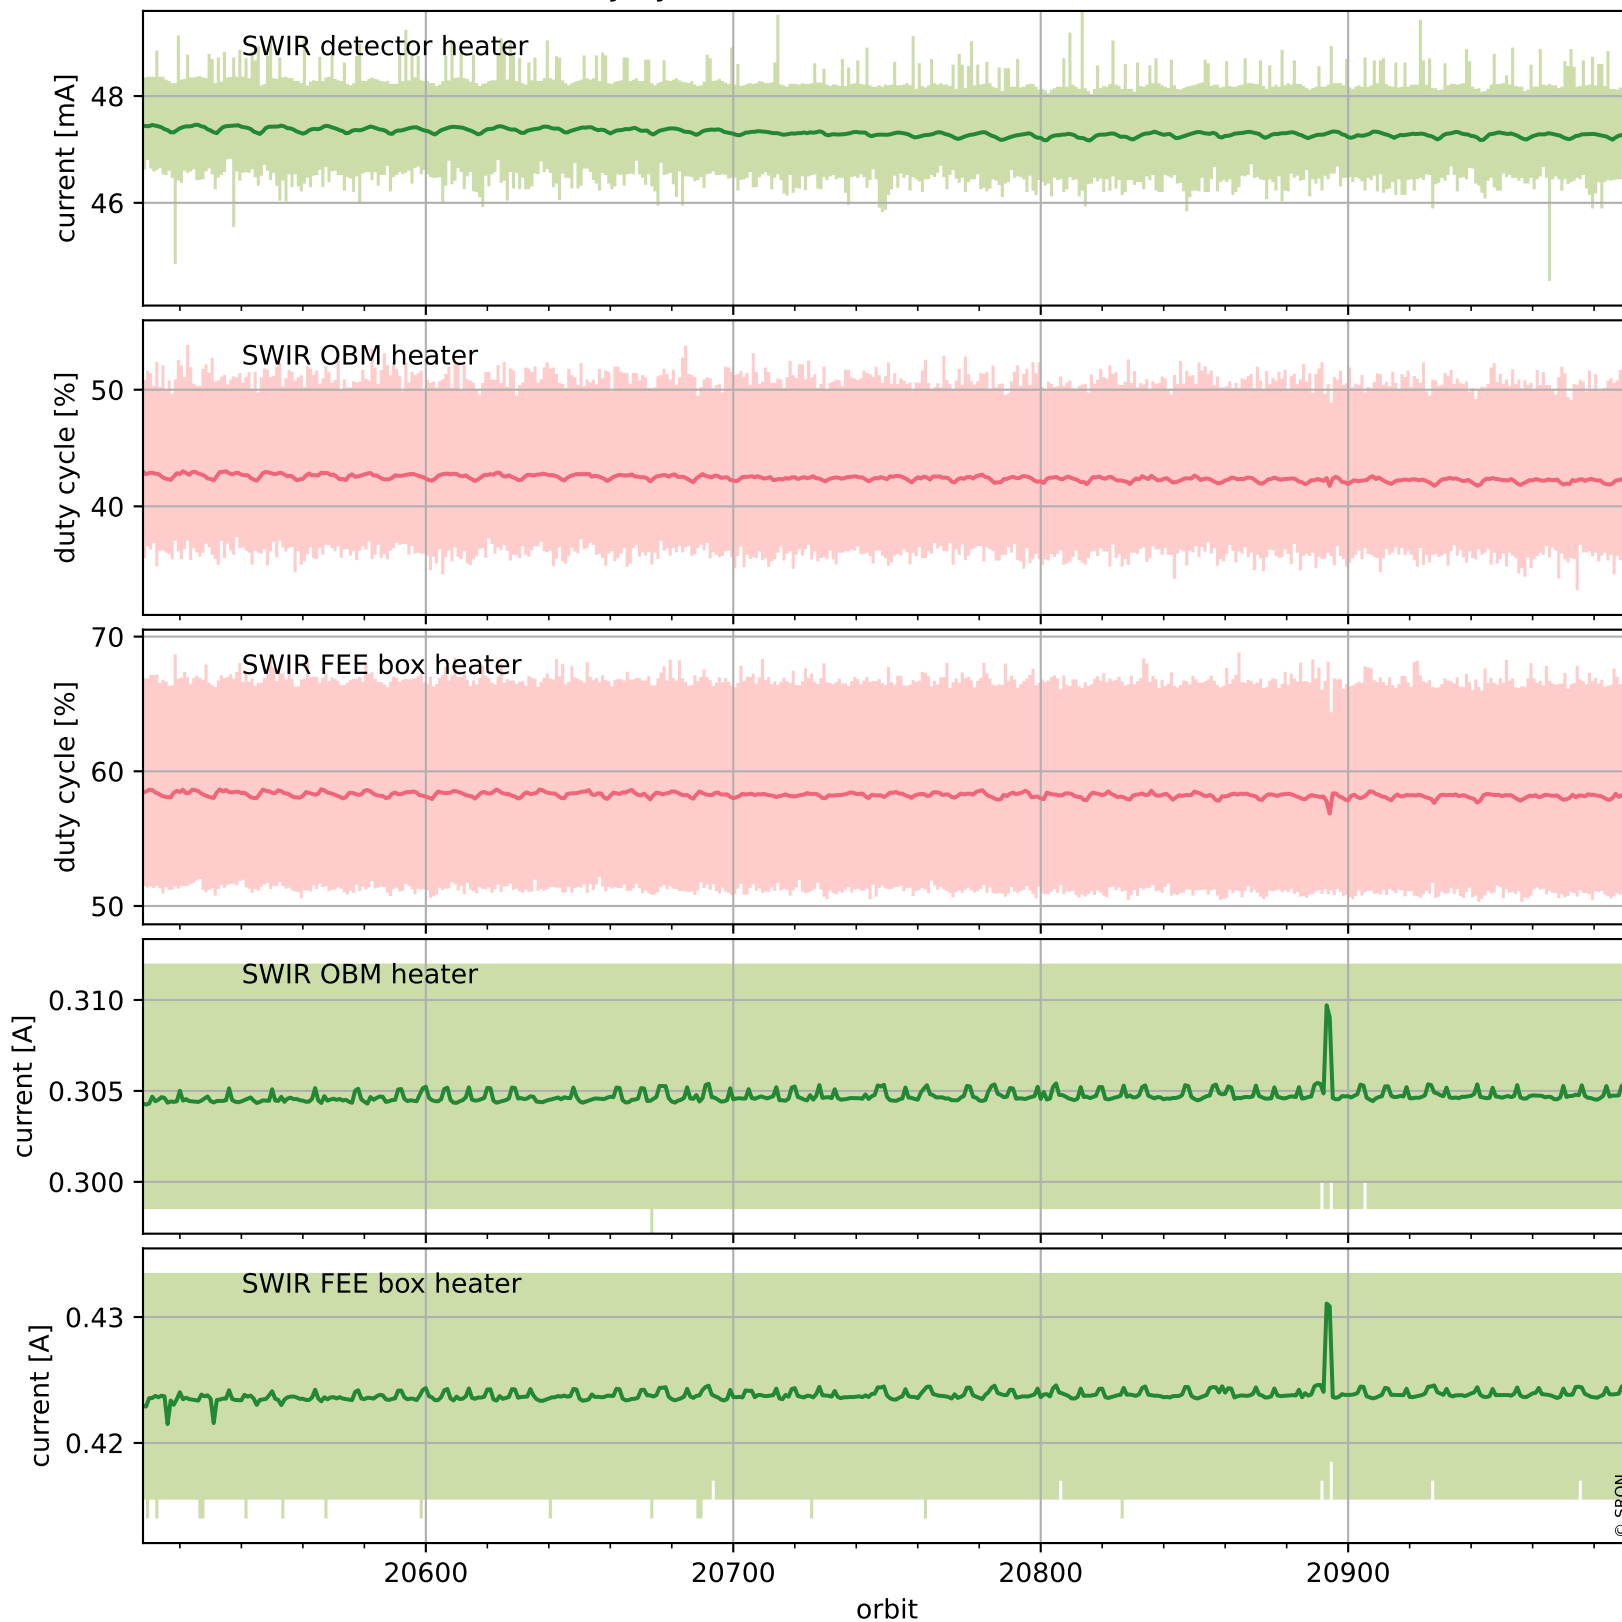 SWIR detector heater
current [mA]
48
46
SWIR OBM heater
duty cycle [%]
50
40
SWIR FEE box heater
duty cycle [%]
70
60
50
SWIR OBM heater
current [A]
0.310
0.305
0.300
SWIR FEE box heater
current [A]
0.43
0.42
20600
20700
20800
20900
orbit
© SRON